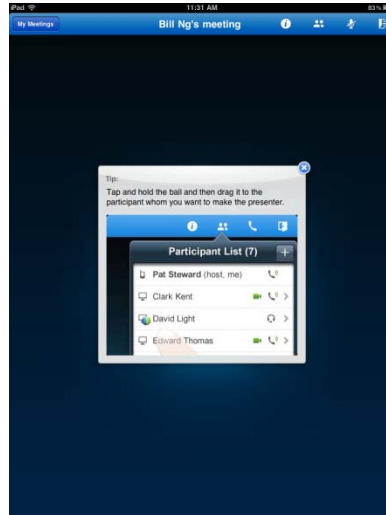 iPad 11:31 AM 83%
My Meetings Bill Ng's meeting
Tip:
Tap and hold the ball and then drag it to the
participant whom you want to make the presenter.
Participant List (7)
Pat Steward (host, me)
Clark Kent
David Light
Edward Thomas